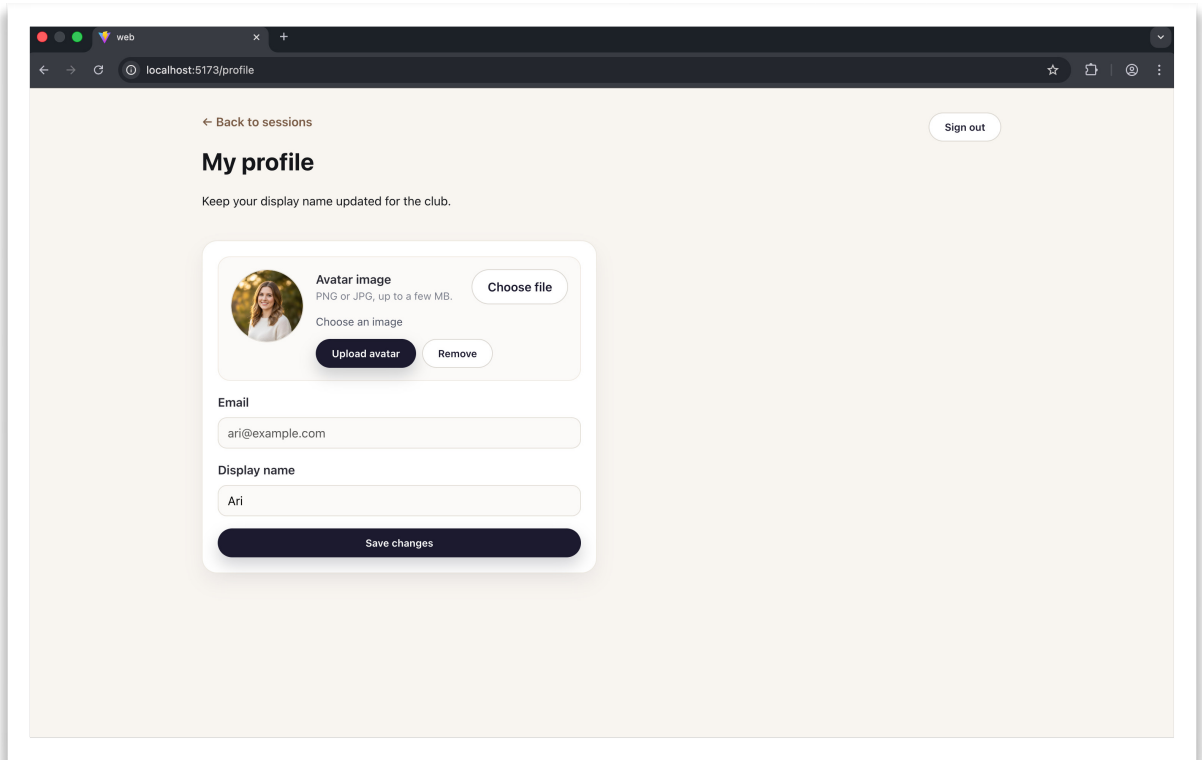 web
localhost:5173/profile
← Back to sessions
Sign out
My profile
Keep your display name updated for the club.
Avatar image
PNG or JPG, up to a few MB.
Choose file
Choose an image
Upload avatar
Remove
Email
ari@example.com
Display name
Ari
Save changes